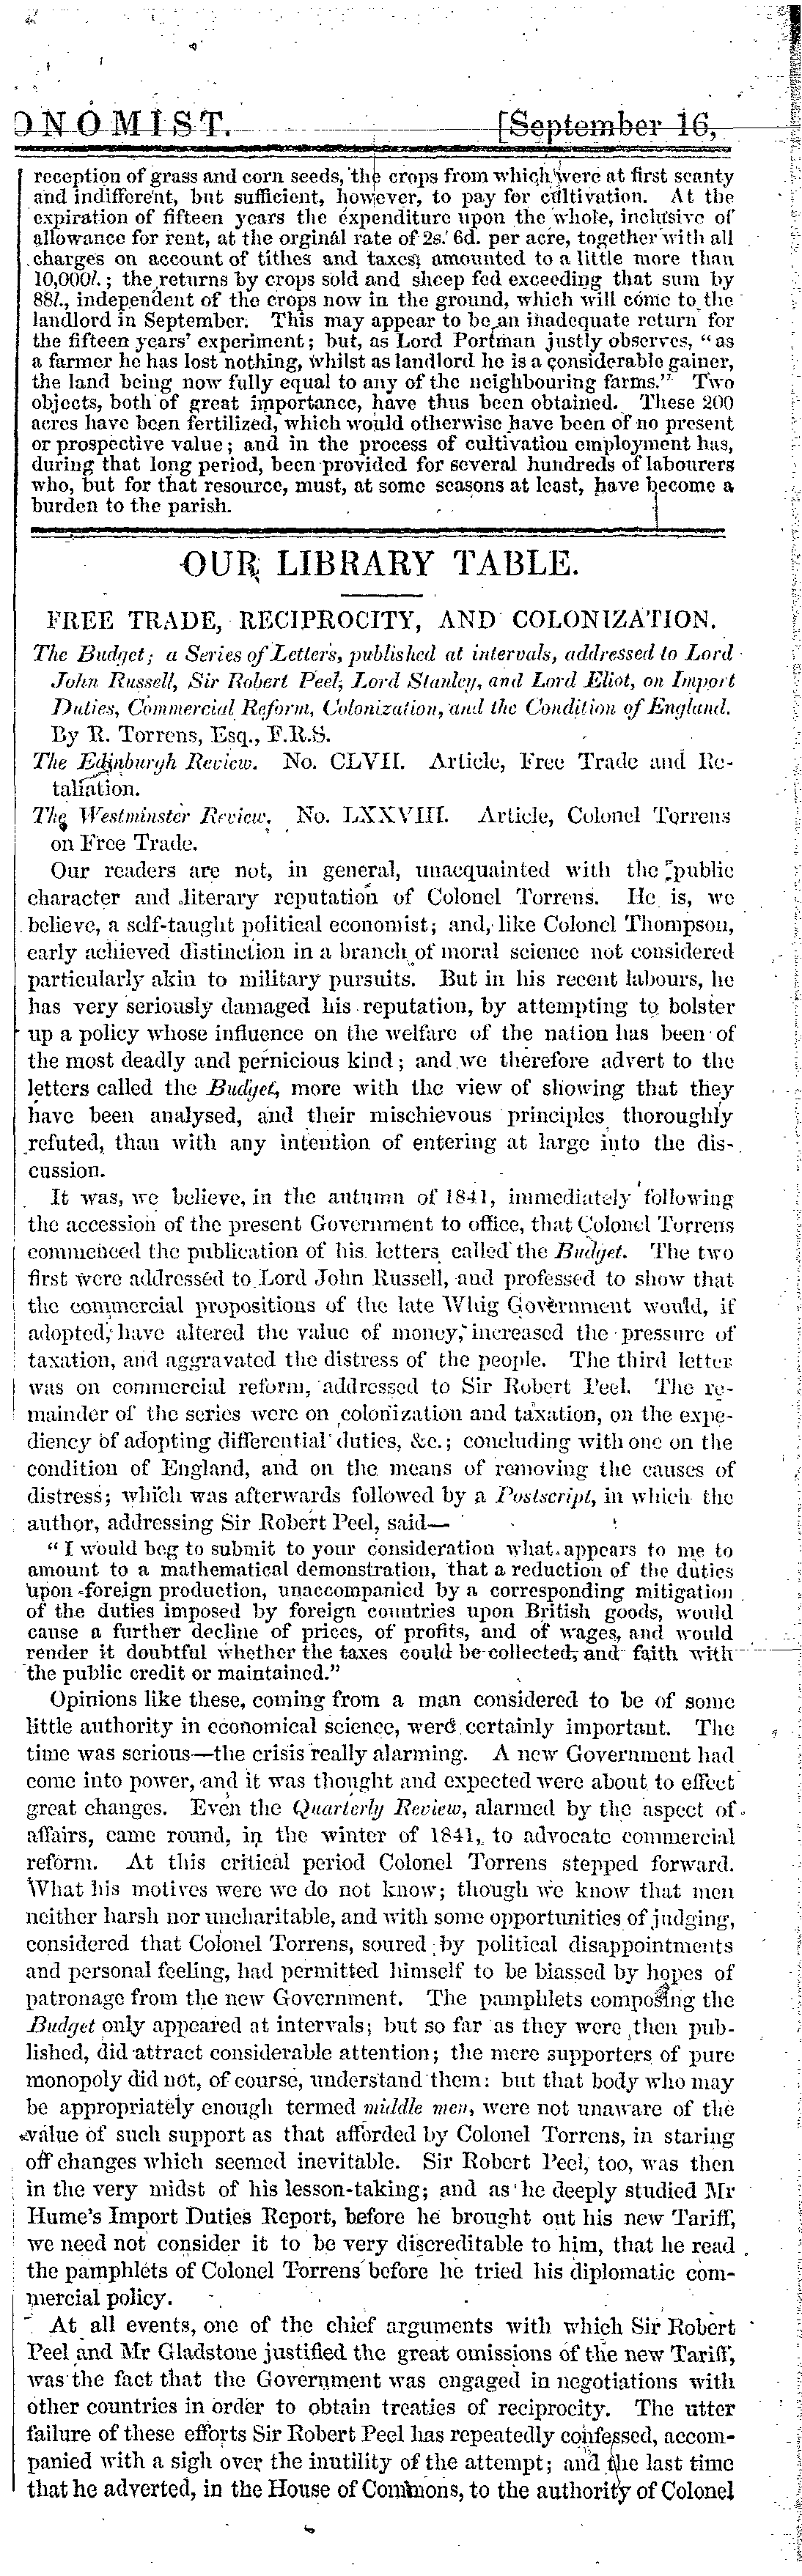 ONOMIST. [September 16,
reception of grass and corn seeds, the crops from which were at first scanty
and indifferent, but sufficient, however, to pay for cultivation. At the
expiration of fifteen years the expenditure upon the whole, inclusive of
allowance for rent, at the orginal rate of 2s. 6d. per acre, together with all
charges on account of tithes and taxes, amounted to a little more than
10,000l.; the returns by crops sold and sheep fed exceeding that sum by
88l., independent of the crops now in the ground, which will come to the
landlord in September. This may appear to be an inadequate return for
the fifteen years' experiment; but, as Lord Portman justly observes, "as
a farmer he has lost nothing, whilst as landlord he is a considerable gainer,
the land being now fully equal to any of the neighbouring farms." Two
objects, both of great importance, have thus been obtained. These 200
acres have been fertilized, which would otherwise have been of no present
or prospective value; and in the process of cultivation employment has,
during that long period, been provided for several hundreds of labourers
who, but for that resource, must, at some seasons at least, have become a
burden to the parish.
OUR LIBRARY TABLE.
FREE TRADE, RECIPROCITY, AND COLONIZATION.
The Budget; a Series of Letters, published at intervals, addressed to Lord
John Russell, Sir Robert Peel, Lord Stanley, and Lord Eliot, on Import
Duties, Commercial Reform, Colonization, and the Condition of England.
By R. Torrens, Esq., F.R.S.
The Edinburgh Review. No. CLVII. Article, Free Trade and Re-
taliation.
The Westminster Review. No. LXXVIII. Article, Colonel Torrens
on Free Trade.
Our readers are not, in general, unacquainted with the public
character and literary reputation of Colonel Torrens. He is, we
believe, a self-taught political economist; and, like Colonel Thompson,
early achieved distinction in a branch of moral science not considered
particularly akin to military pursuits. But in his recent labours, he
has very seriously damaged his reputation, by attempting to bolster
up a policy whose influence on the welfare of the nation has been of
the most deadly and pernicious kind; and we therefore advert to the
letters called the Budget, more with the view of showing that they
have been analysed, and their mischievous principles thoroughly
refuted, than with any intention of entering at large into the dis-
cussion.
It was, we believe, in the autumn of 1841, immediately following
the accession of the present Government to office, that Colonel Torrens
commenced the publication of his letters called the Budget. The two
first were addressed to Lord John Russell, and professed to show that
the commercial propositions of the late Whig Government would, if
adopted, have altered the value of money, increased the pressure of
taxation, and aggravated the distress of the people. The third letter
was on commercial reform, addressed to Sir Robert Peel. The re-
mainder of the series were on colonization and taxation, on the expe-
diency of adopting differential duties, &c.; concluding with one on the
condition of England, and on the means of removing the causes of
distress; which was afterwards followed by a Postscript, in which the
author, addressing Sir Robert Peel, said—
"I would beg to submit to your consideration what appears to me to
amount to a mathematical demonstration, that a reduction of the duties
upon foreign production, unaccompanied by a corresponding mitigation
of the duties imposed by foreign countries upon British goods, would
cause a further decline of prices, of profits, and of wages, and would
render it doubtful whether the taxes could be collected, and faith with
the public credit or maintained."
Opinions like these, coming from a man considered to be of some
little authority in economical science, were certainly important. The
time was serious—the crisis really alarming. A new Government had
come into power, and it was thought and expected were about to effect
great changes. Even the Quarterly Review, alarmed by the aspect of
affairs, came round, in the winter of 1841, to advocate commercial
reform. At this critical period Colonel Torrens stepped forward.
What his motives were we do not know; though we know that men
neither harsh nor uncharitable, and with some opportunities of judging,
considered that Colonel Torrens, soured by political disappointments
and personal feeling, had permitted himself to be biassed by hopes of
patronage from the new Government. The pamphlets composing the
Budget only appeared at intervals; but so far as they were then pub-
lished, did attract considerable attention; the mere supporters of pure
monopoly did not, of course, understand them: but that body who may
be appropriately enough termed middle men, were not unaware of the
value of such support as that afforded by Colonel Torrens, in staring
off changes which seemed inevitable. Sir Robert Peel, too, was then
in the very midst of his lesson-taking; and as he deeply studied Mr
Hume's Import Duties Report, before he brought out his new Tariff,
we need not consider it to be very discreditable to him, that he read
the pamphlets of Colonel Torrens before he tried his diplomatic com-
mercial policy.
At all events, one of the chief arguments with which Sir Robert
Peel and Mr Gladstone justified the great omissions of the new Tariff,
was the fact that the Government was engaged in negotiations with
other countries in order to obtain treaties of reciprocity. The utter
failure of these efforts Sir Robert Peel has repeatedly confessed, accom-
panied with a sigh over the inutility of the attempt; and the last time
that he adverted, in the House of Commons, to the authority of Colonel